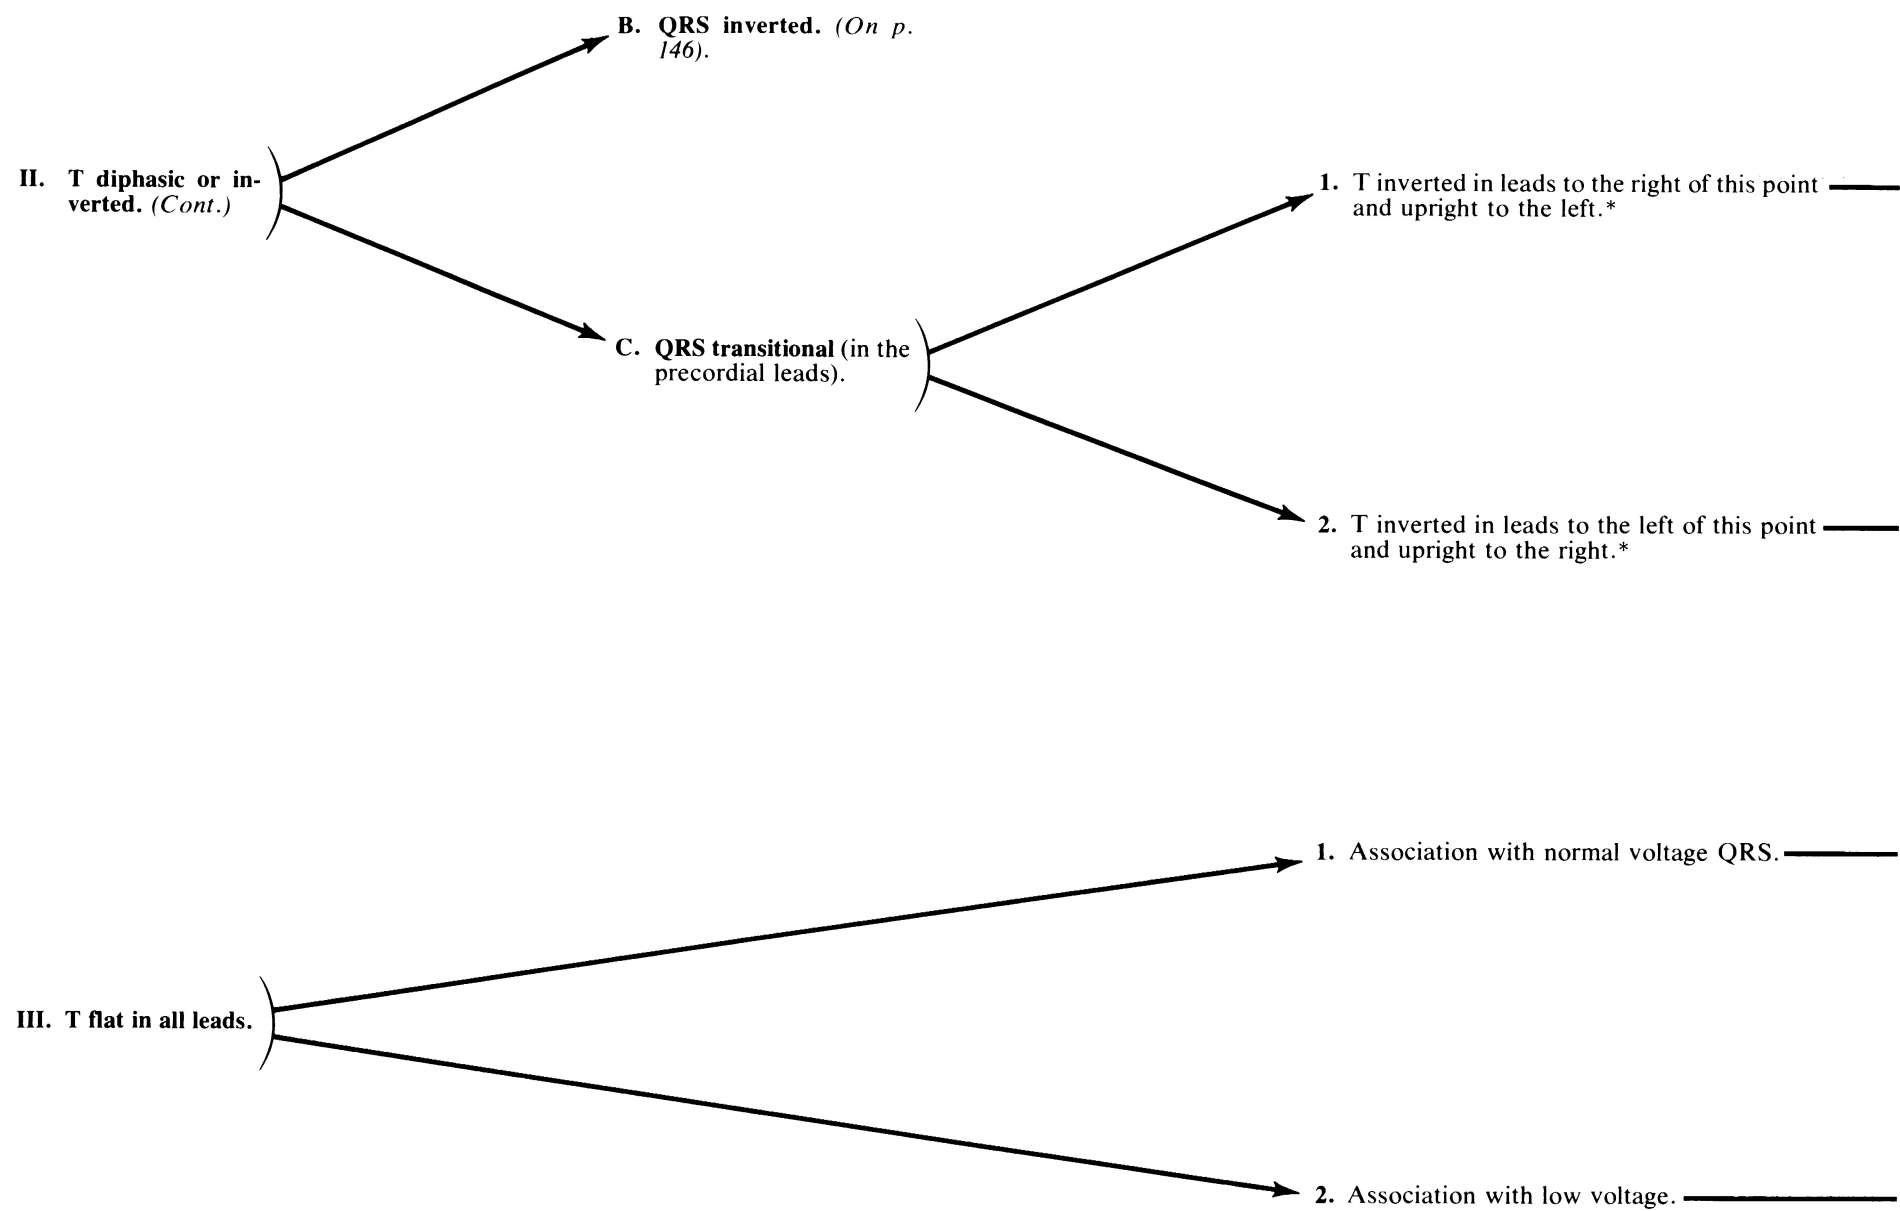 B. QRS inverted. (On p.
146).
II. T diphasic or in-
verted. (Cont.)
1. T inverted in leads to the right of this point
and upright to the left.*
C. QRS transitional (in the
precordial leads).
2. T inverted in leads to the left of this point
and upright to the right.*
1. Association with normal voltage QRS.
III. T flat in all leads.
2. Association with low voltage.